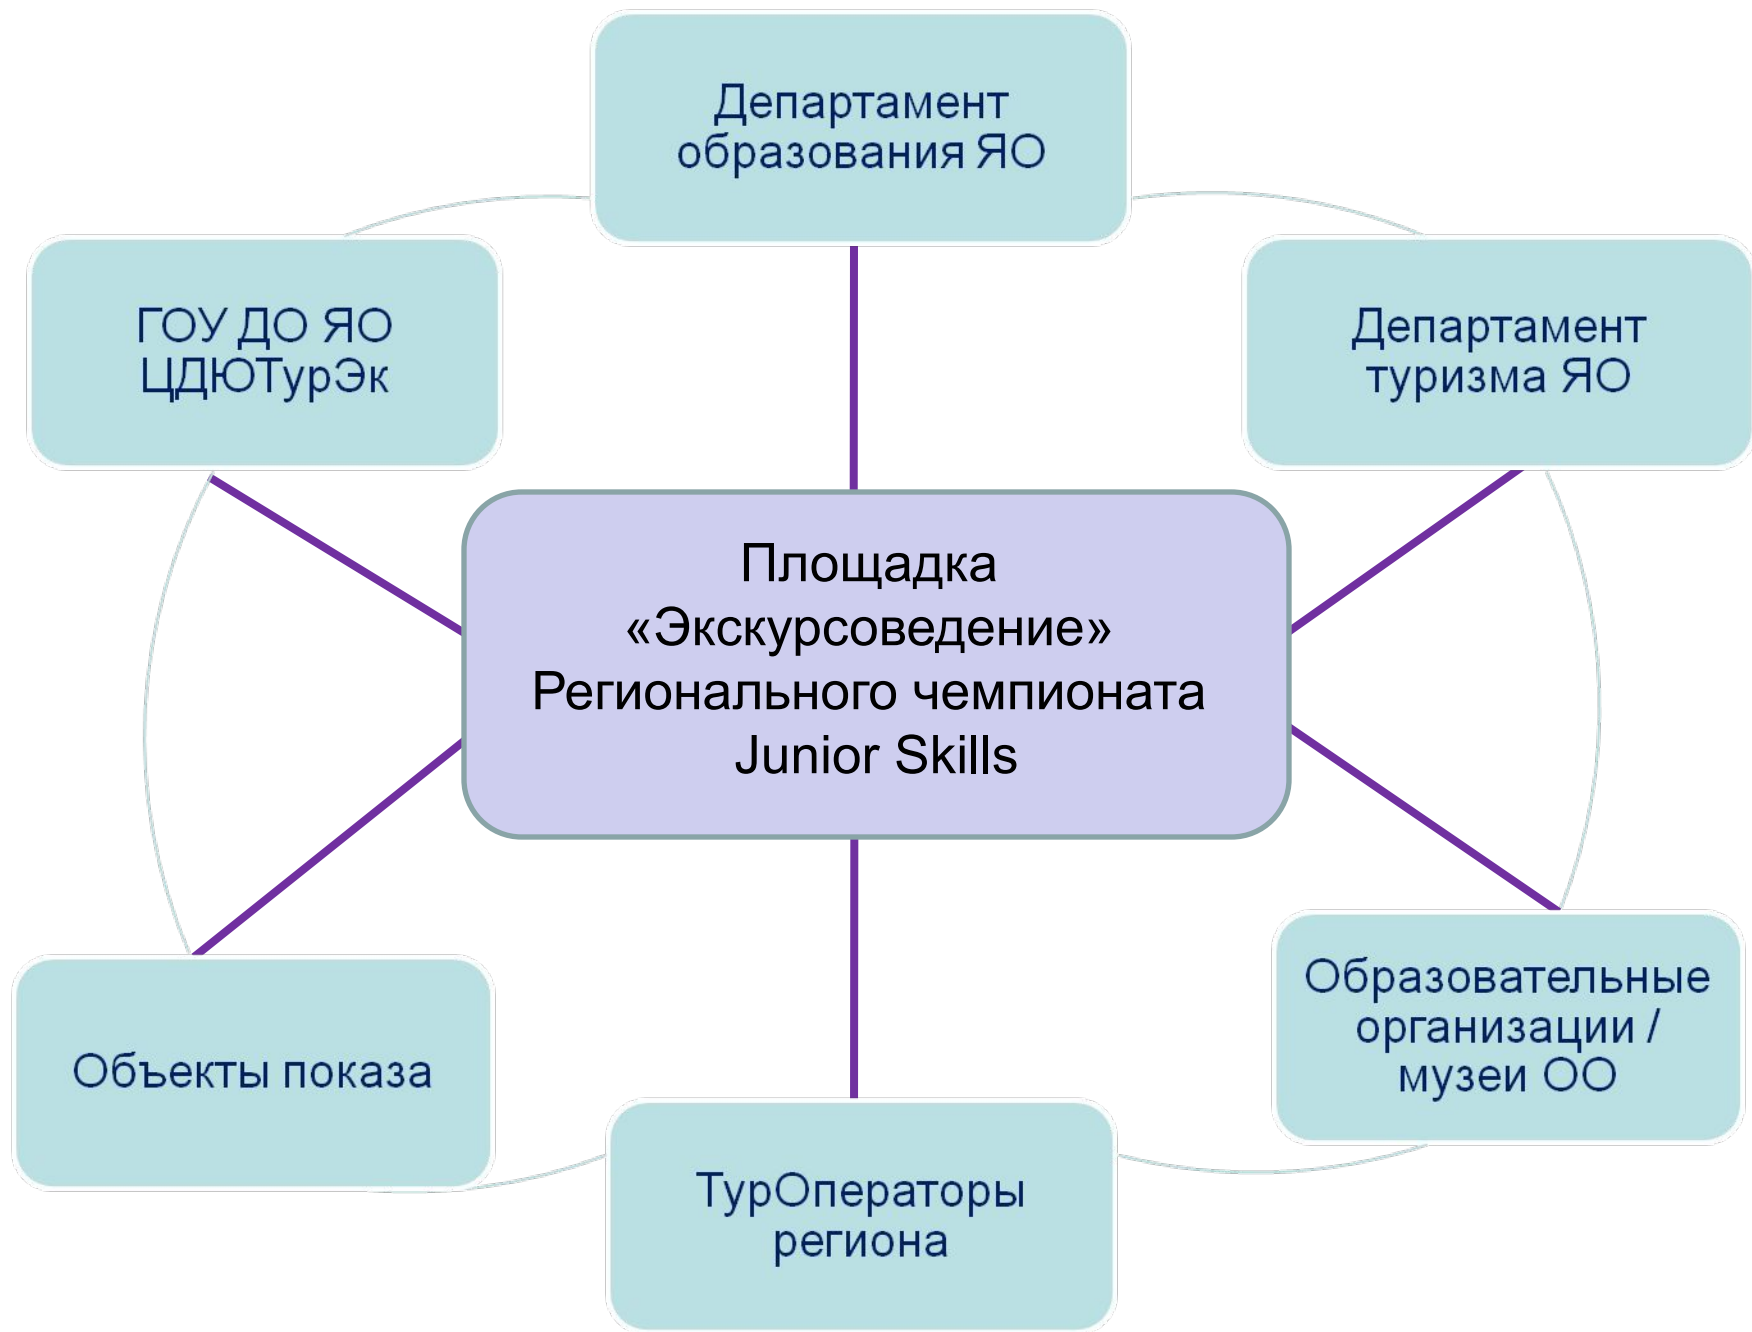 Департамент
образования ЯО
ГОУ ДО ЯО
ЦДЮТурЭк
Департамент
туризма ЯО
Площадка
«Экскурсоведение»
Регионального чемпионата
Junior Skills
Объекты показа
Образовательные
организации /
музеи ОО
ТурОператоры
региона